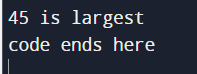 45 is largest
code ends here